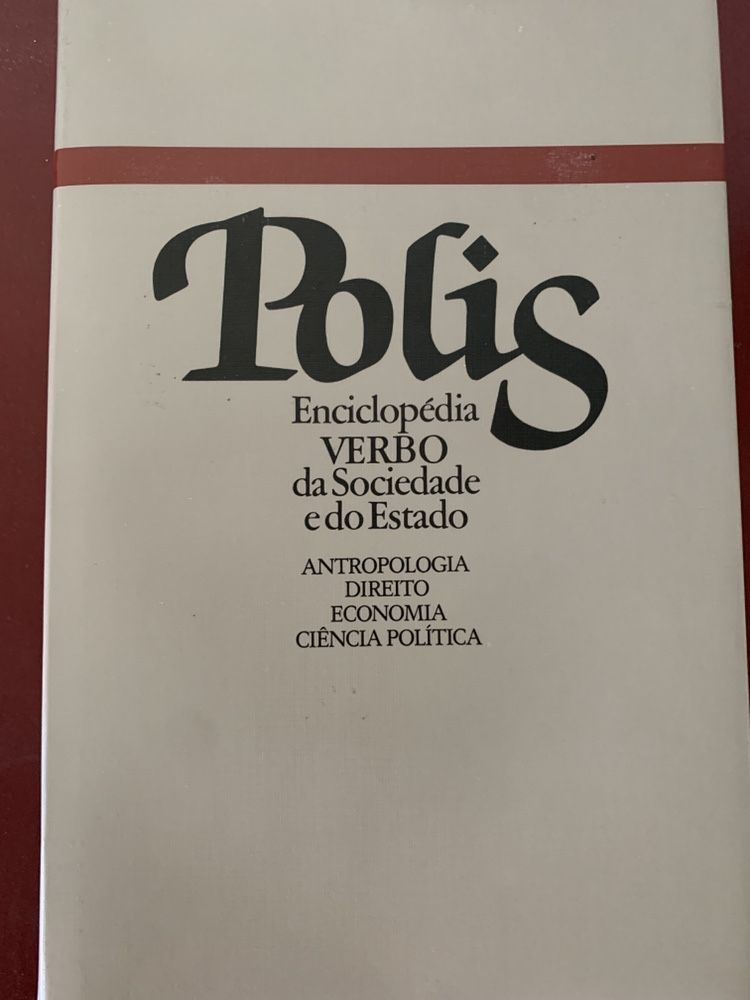 Polis
Enciclopédia
VERBO
da Sociedade
e do Estado
ANTROPOLOGIA
DIREITO
ECONOMIA
CIÊNCIA POLÍTICA